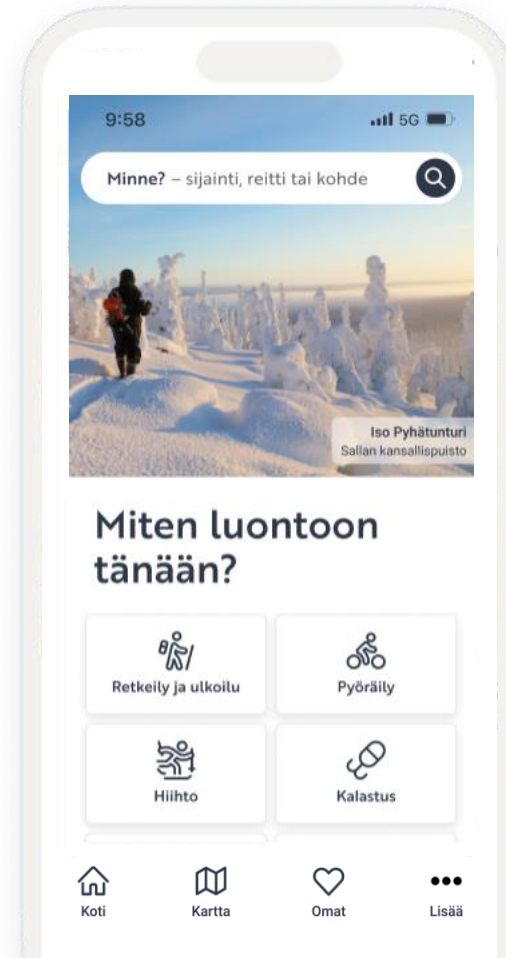 9:58
5G
Minne? – sijainti, reitti tai kohde
Iso Pyhätunturi
Sallan kansallispuisto
Miten luontoon
tänään?
Retkeily ja ulkoilu
Pyöräily
Hiihto
Kalastus
Koti
Kartta
Omat
Lisää